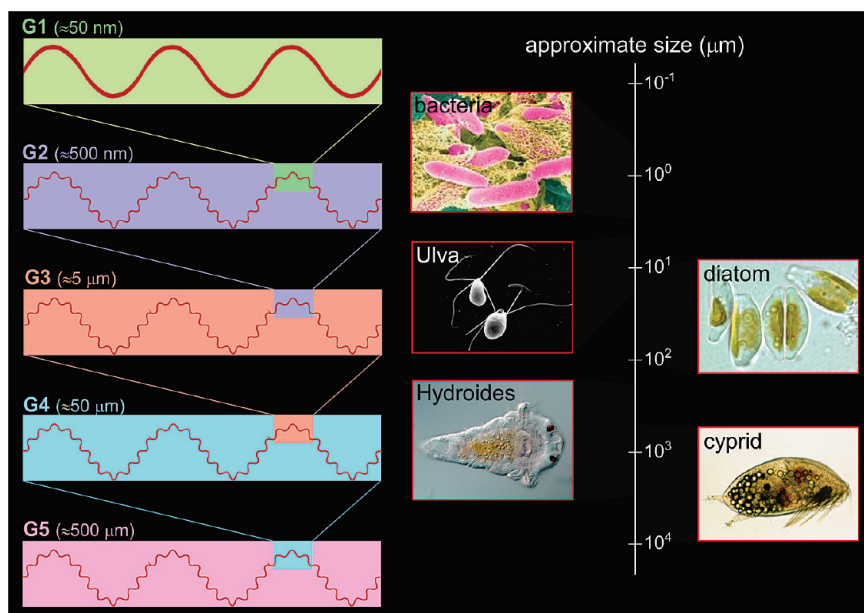 G1 (≈50 nm)
G2 (≈500 nm)
G3 (≈5 μm)
G4 (≈50 μm)
G5 (≈500 μm)
approximate size (μm)
bacteria
Ulva
Hydroides
10⁻¹
10⁰
10¹
10²
10³
10⁴
diatom
cyprid